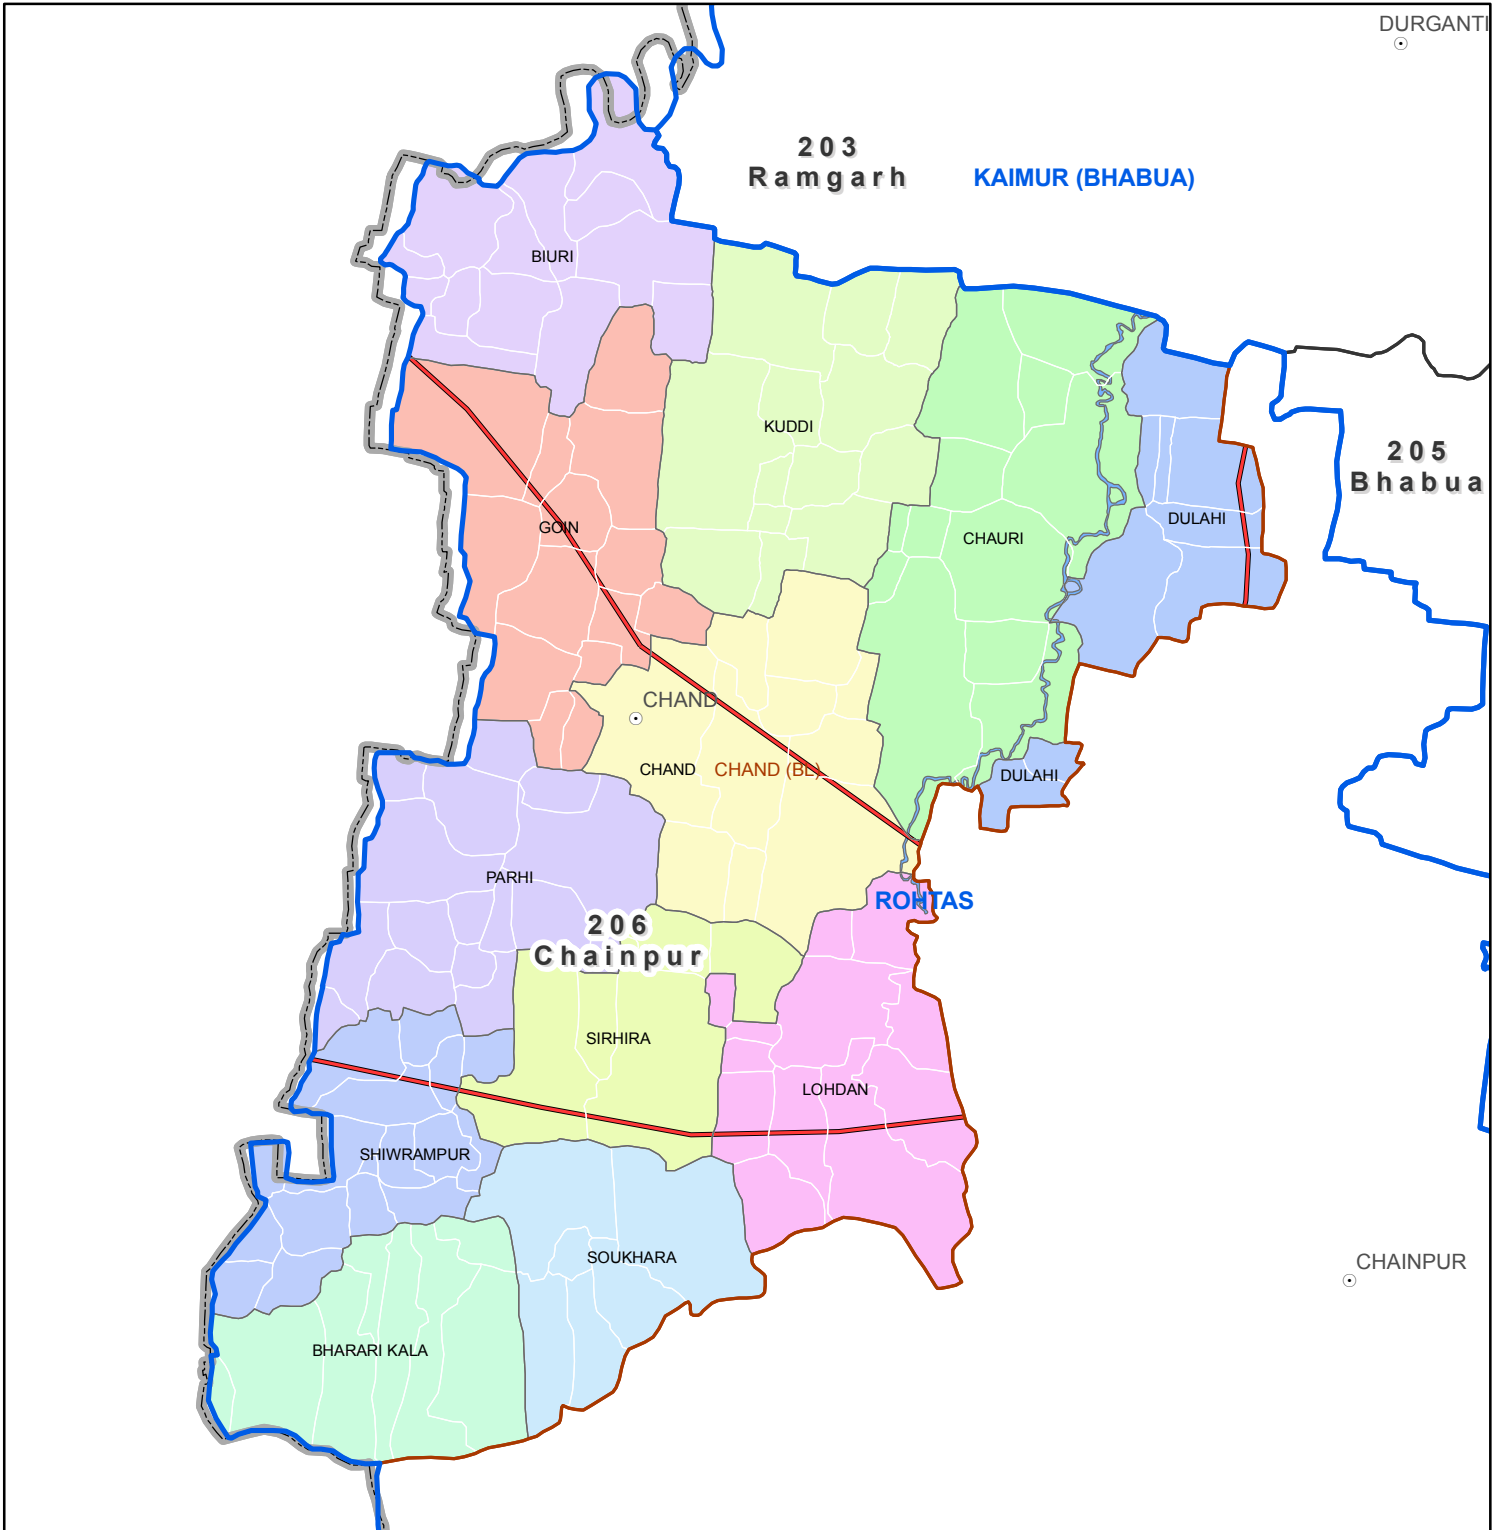 DURGANTI
203
Ramgarh
KAIMUR (BHABUA)
BIURI
KUDDI
205
Bhabua
GOIN
DULAHI
CHAURI
CHAND
CHAND
CHAND (BL)
DULAHI
PARHI
ROHTAS
206
Chainpur
SIRHIRA
LOHDAN
SHIWRAMPUR
SOUKHARA
CHAINPUR
BHARARI KALA